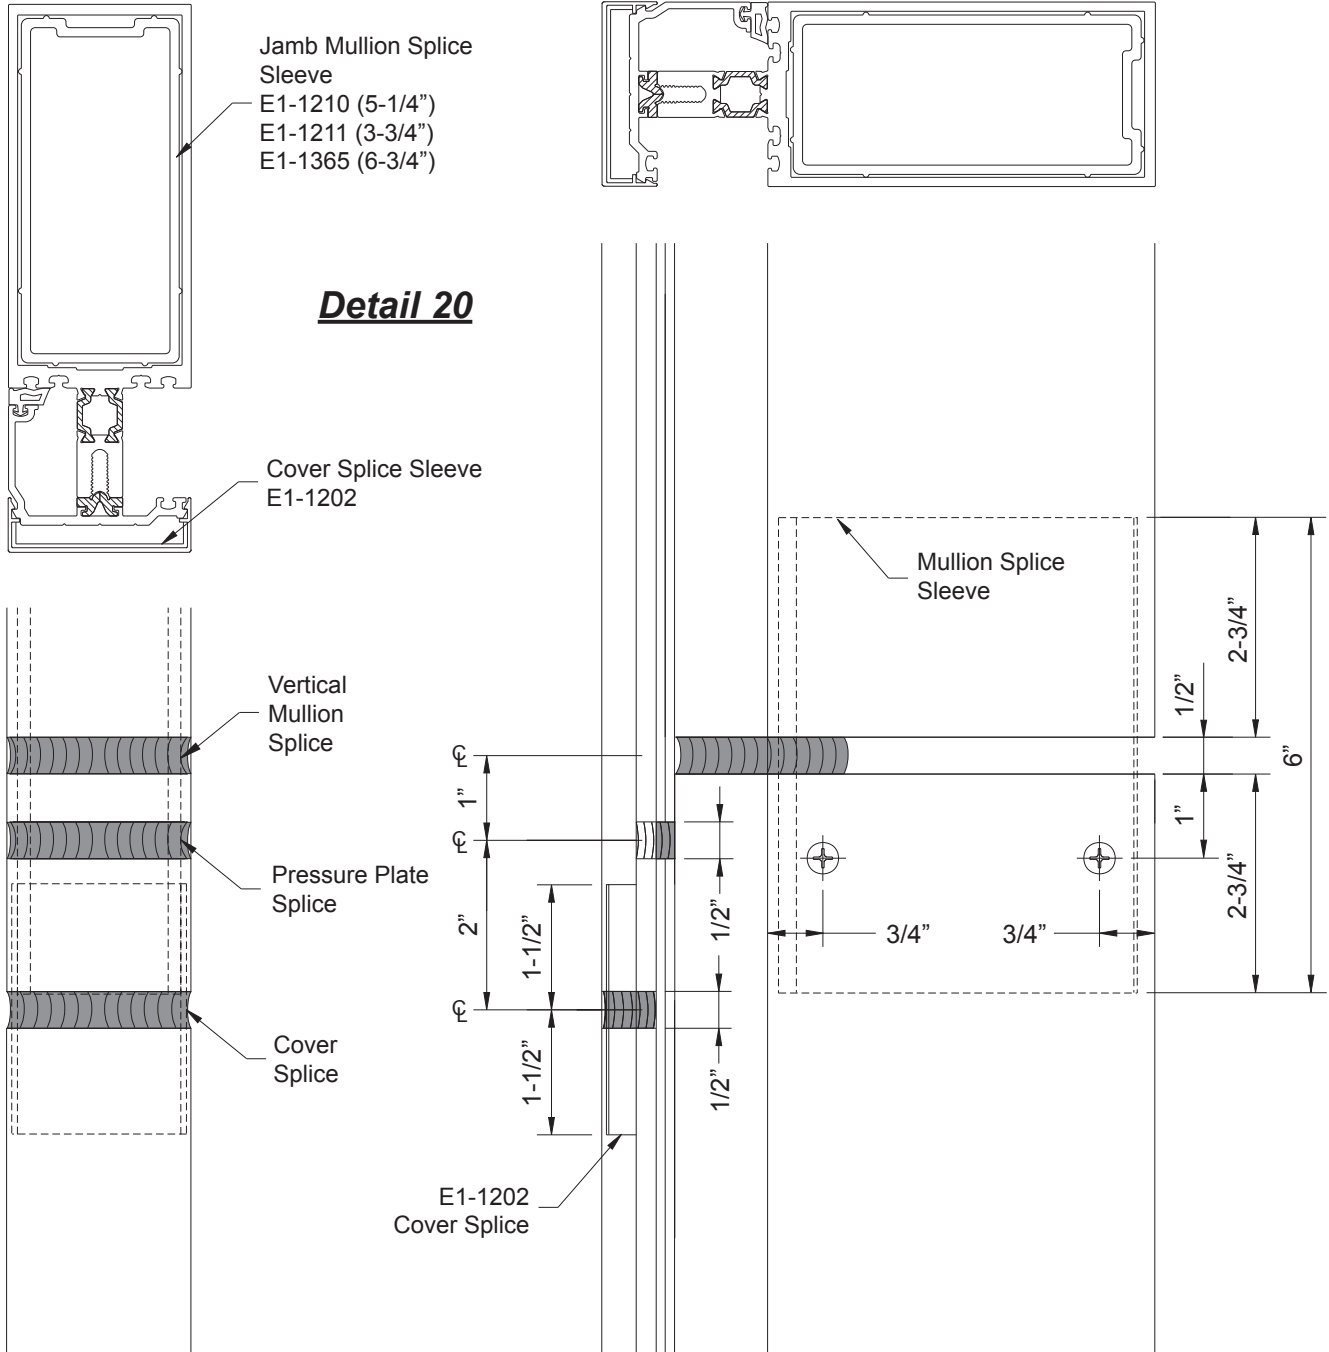 Jamb Mullion Splice
Sleeve
E1-1210 (5-1/4”)
E1-1211 (3-3/4”)
E1-1365 (6-3/4”)
Detail 20
Cover Splice Sleeve
E1-1202
Mullion Splice
Sleeve
Vertical
Mullion
Splice
Pressure Plate
Splice
Cover
Splice
℄
1”
℄
2”
℄
1-1/2”
1-1/2”
1/2”
1/2”
3/4”
3/4”
2-3/4”
1/2”
1”
2-3/4”
6”
E1-1202
Cover Splice